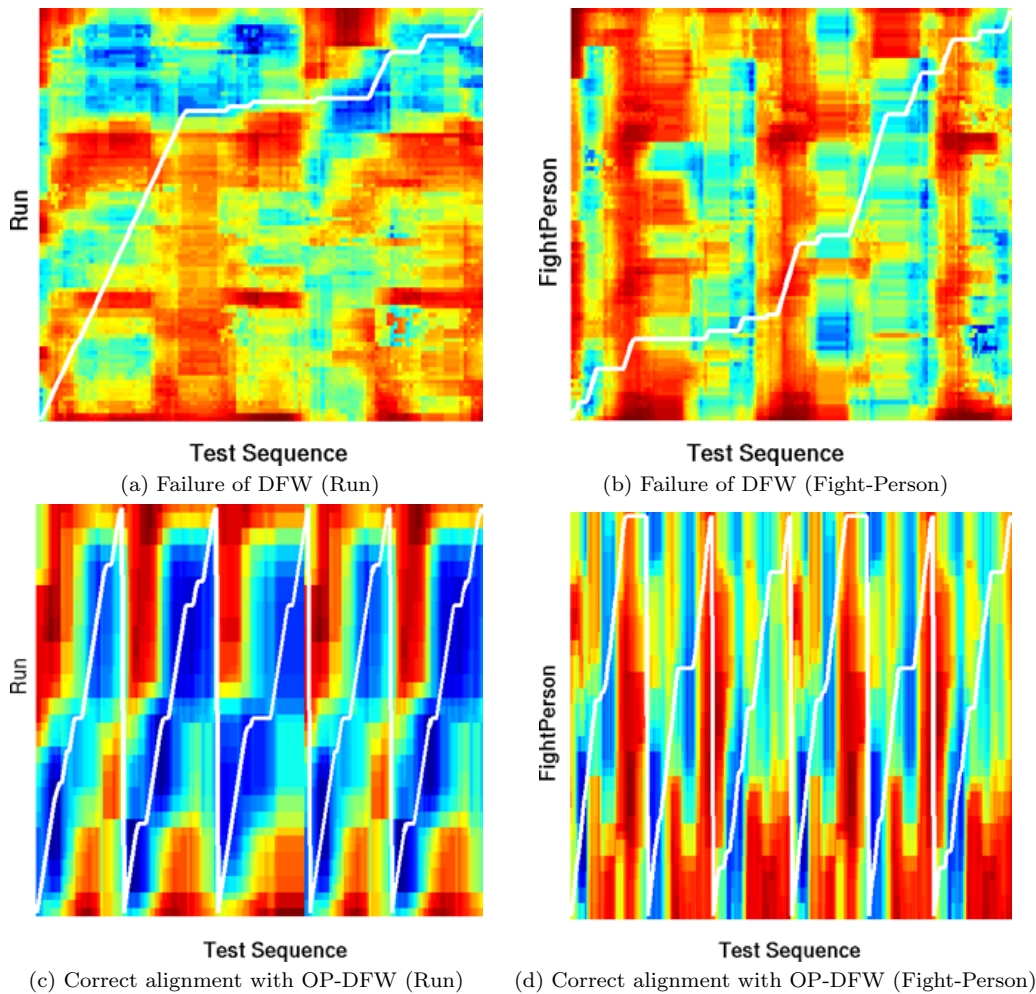 Run
Test Sequence
(a) Failure of DFW (Run)
FightPerson
Test Sequence
(b) Failure of DFW (Fight-Person)
Run
Test Sequence
(c) Correct alignment with OP-DFW (Run)
FightPerson
Test Sequence
(d) Correct alignment with OP-DFW (Fight-Person)